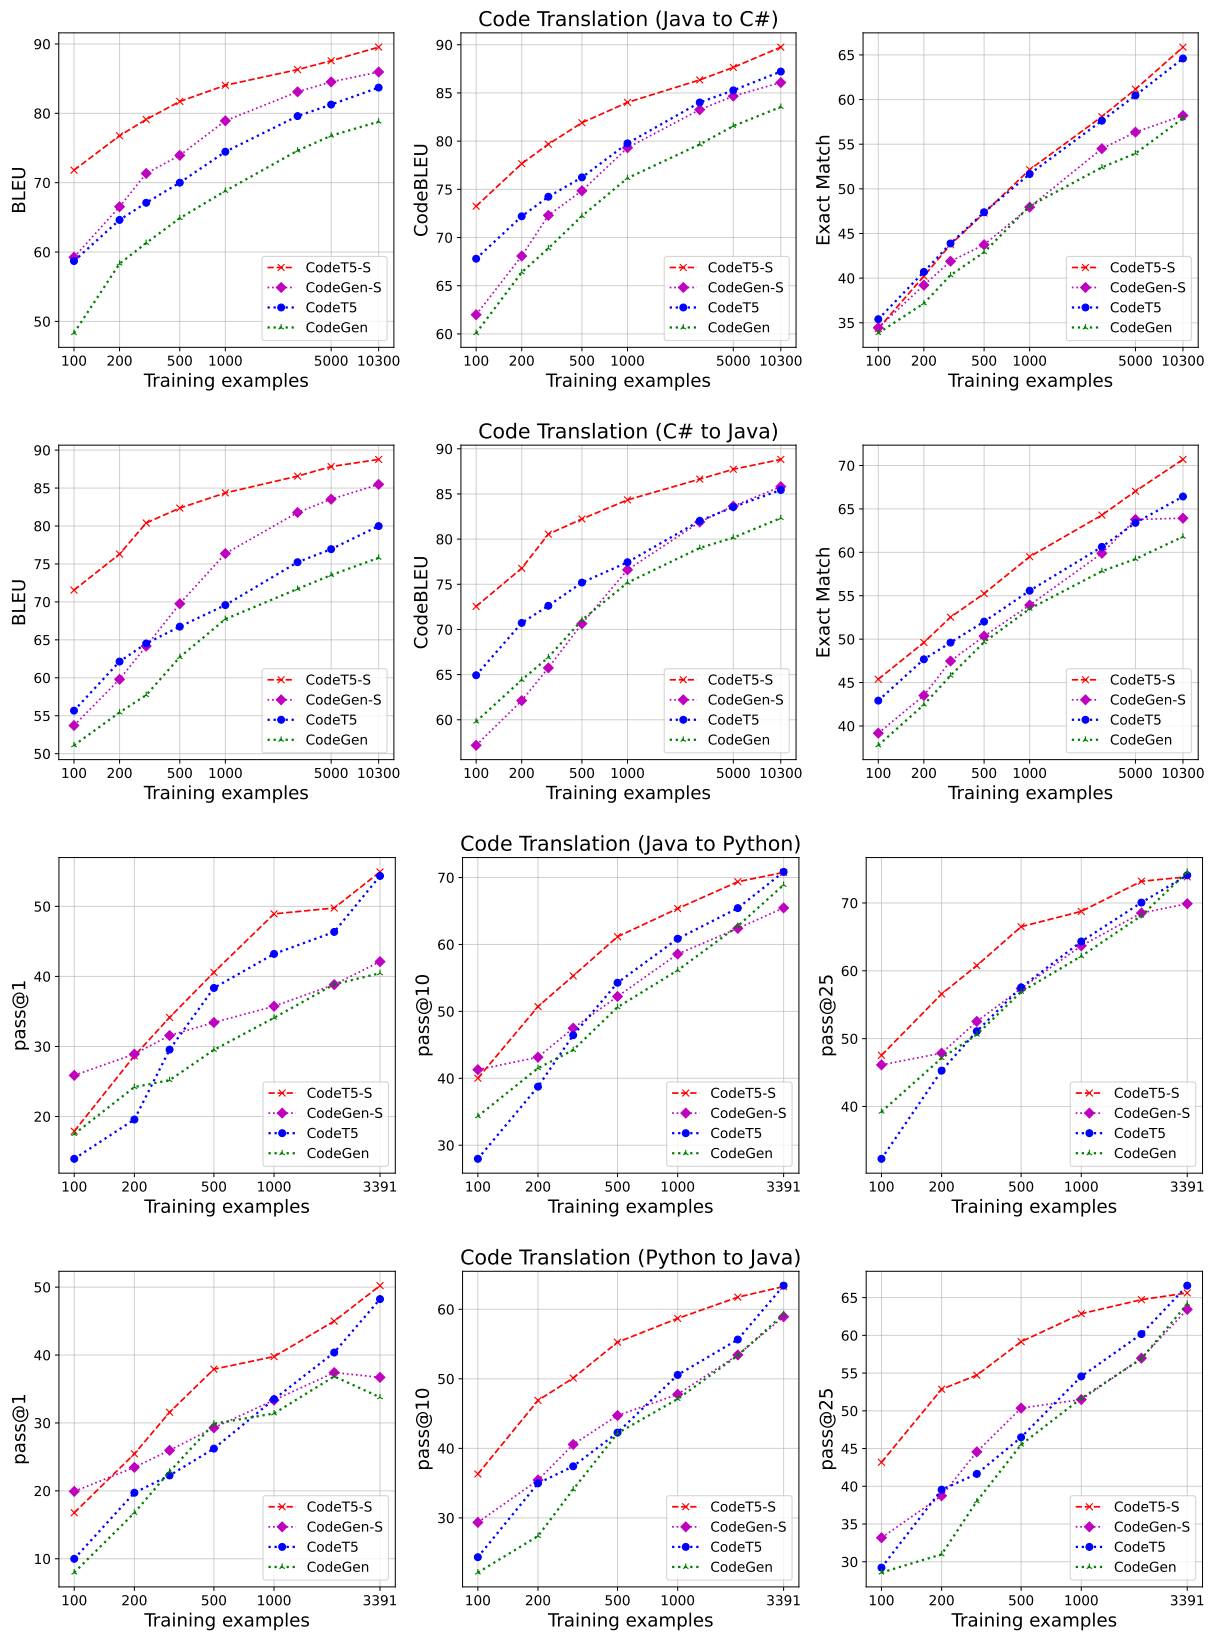 Code Translation (Java to C#)
BLEU
90
80
70
60
50
100 200 500 1000 5000 10300
Training examples
CodeT5-S
CodeGen-S
CodeT5
CodeGen
CodeBLEU
90
85
80
75
70
65
60
100 200 500 1000 5000 10300
Training examples
CodeT5-S
CodeGen-S
CodeT5
CodeGen
Exact Match
65
60
55
50
45
40
35
100 200 500 1000 5000 10300
Training examples
CodeT5-S
CodeGen-S
CodeT5
CodeGen
Code Translation (C# to Java)
BLEU
90
85
80
75
70
65
60
55
50
100 200 500 1000 5000 10300
Training examples
CodeT5-S
CodeGen-S
CodeT5
CodeGen
CodeBLEU
90
85
80
75
70
65
60
100 200 500 1000 5000 10300
Training examples
CodeT5-S
CodeGen-S
CodeT5
CodeGen
Exact Match
70
65
60
55
50
45
40
100 200 500 1000 5000 10300
Training examples
CodeT5-S
CodeGen-S
CodeT5
CodeGen
Code Translation (Java to Python)
pass@1
50
40
30
20
100 200 500 1000 3391
Training examples
CodeT5-S
CodeGen-S
CodeT5
CodeGen
pass@10
70
60
50
40
30
100 200 500 1000 3391
Training examples
CodeT5-S
CodeGen-S
CodeT5
CodeGen
pass@25
70
60
50
40
100 200 500 1000 3391
Training examples
CodeT5-S
CodeGen-S
CodeT5
CodeGen
Code Translation (Python to Java)
pass@1
50
40
30
20
10
100 200 500 1000 3391
Training examples
CodeT5-S
CodeGen-S
CodeT5
CodeGen
pass@10
60
50
40
30
100 200 500 1000 3391
Training examples
CodeT5-S
CodeGen-S
CodeT5
CodeGen
pass@25
65
60
55
50
45
40
35
30
100 200 500 1000 3391
Training examples
CodeT5-S
CodeGen-S
CodeT5
CodeGen